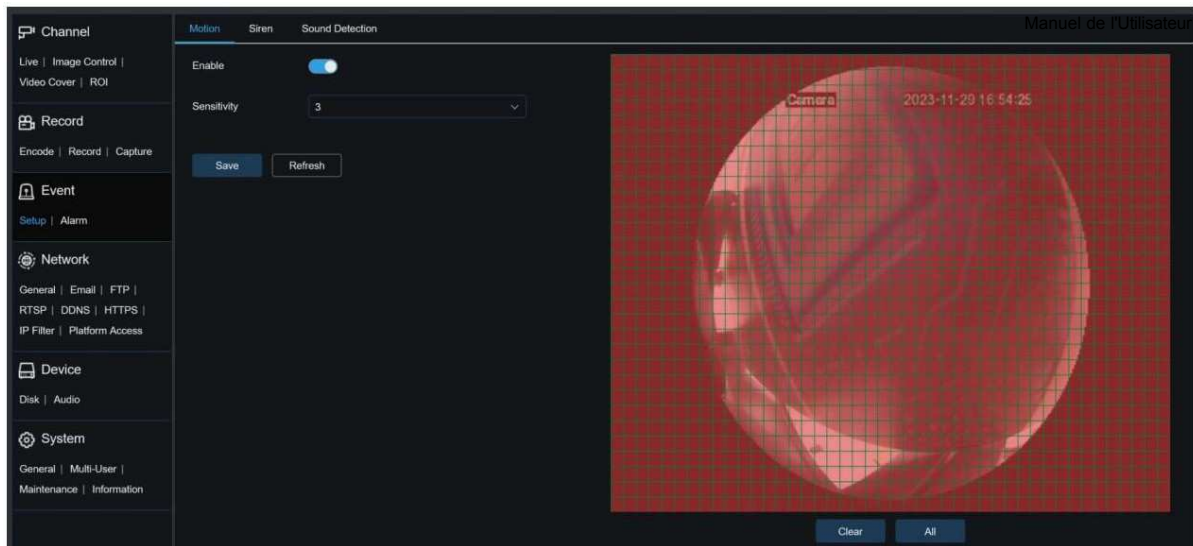 Manuel de l'Utilisateur
Channel
Live | Image Control |
Video Cover | ROI
Record
Encode | Record | Capture
Event
Setup | Alarm
Network
General | Email | FTP |
RTSP | DDNS | HTTPS |
IP Filter | Platform Access
Device
Disk | Audio
System
General | Multi-User |
Maintenance | Information
Motion Siren Sound Detection
Enable
Sensitivity 3
Save Refresh
Camera 2023-11-29 16:54:25
Clear All